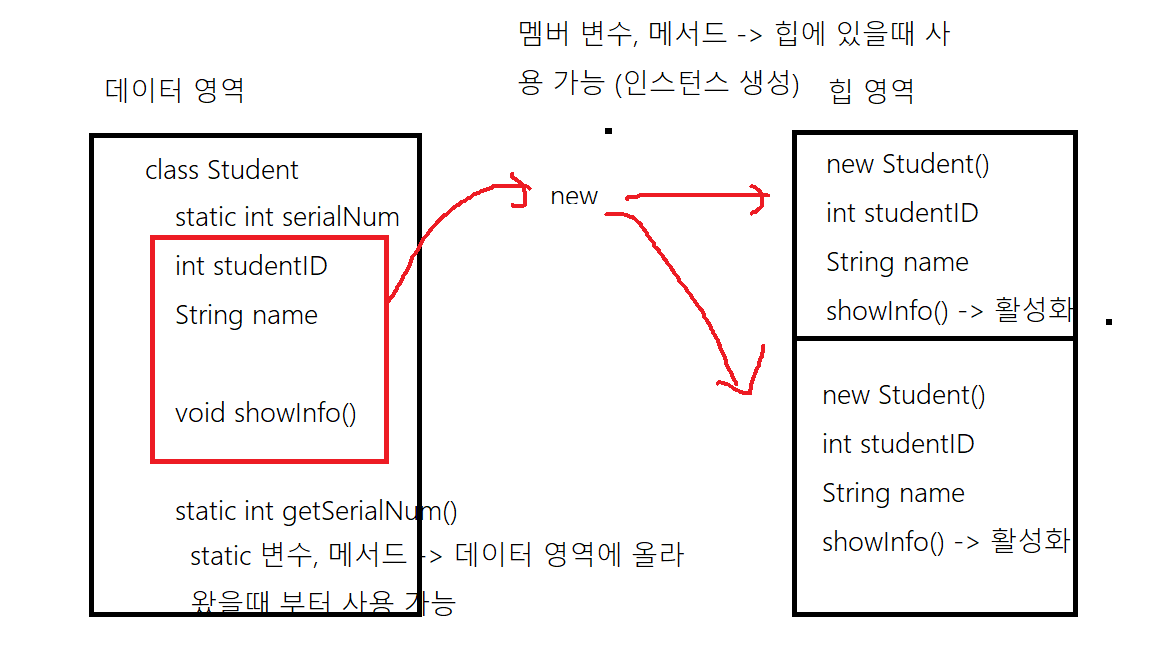 멤버 변수, 메서드 -> 힙에 있을때 사
용 가능 (인스턴스 생성)
데이터 영역
힙 영역
class Student
static int serialNum
int studentID
String name
void showInfo()
static int getSerialNum()
static 변수, 메서드 -> 데이터 영역에 올라
왔을때 부터 사용 가능
new
new Student()
int studentID
String name
showInfo() -> 활성화
new Student()
int studentID
String name
showInfo() -> 활성화